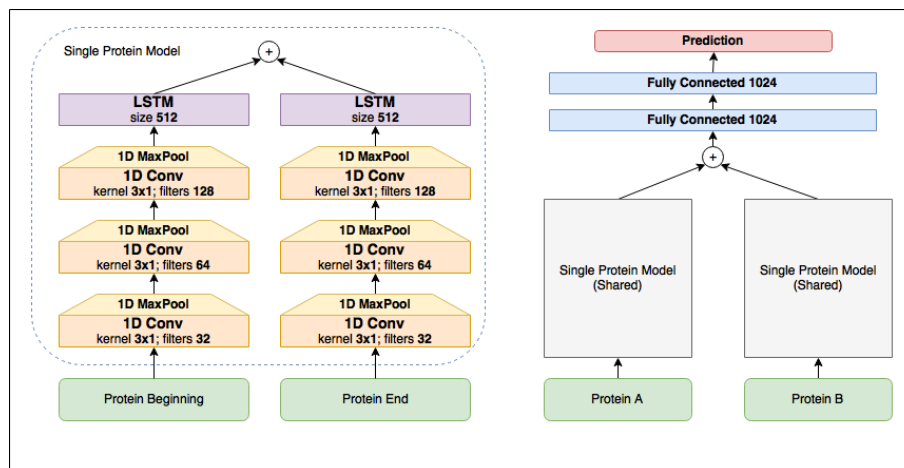 Single Protein Model
+
LSTM
size 512
1D MaxPool
1D Conv
kernel 3x1; filters 128
1D MaxPool
1D Conv
kernel 3x1; filters 64
1D MaxPool
1D Conv
kernel 3x1; filters 32
Protein Beginning
LSTM
size 512
1D MaxPool
1D Conv
kernel 3x1; filters 128
1D MaxPool
1D Conv
kernel 3x1; filters 64
1D MaxPool
1D Conv
kernel 3x1; filters 32
Protein End
Prediction
Fully Connected 1024
Fully Connected 1024
+
Single Protein Model
(Shared)
Protein A
Single Protein Model
(Shared)
Protein B